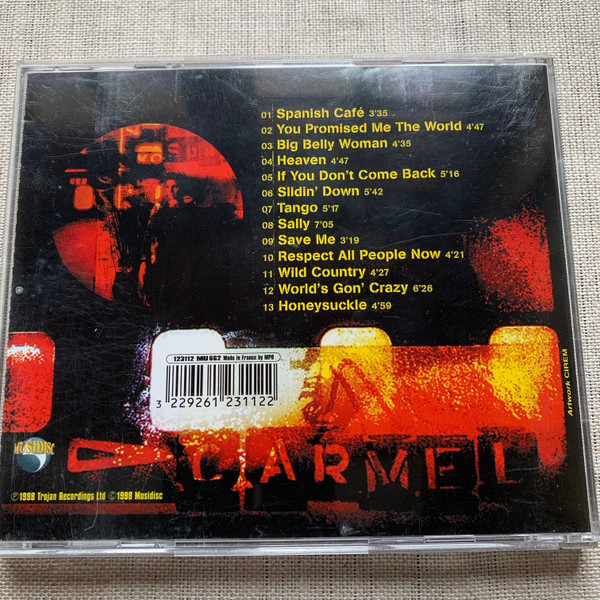 01 Spanish Café 3'35
02 You Promised Me The World 4'47
03 Big Belly Woman 4'35
04 Heaven 4'47
05 If You Don't Come Back 5'16
06 Slidin' Down 5'42
07 Tango 5'17
08 Sally 7'05
09 Save Me 3'19
10 Respect All People Now 4'21
11 Wild Country 4'27
12 World's Gon' Crazy 6'26
13 Honeysuckle 4'59
123112 MU 662 Made in France by MPO
3 229261 231122
Artwork CIREM
MUSIDISC
CARMEL
℗1998 Trojan Recordings Ltd ©1998 Musidisc